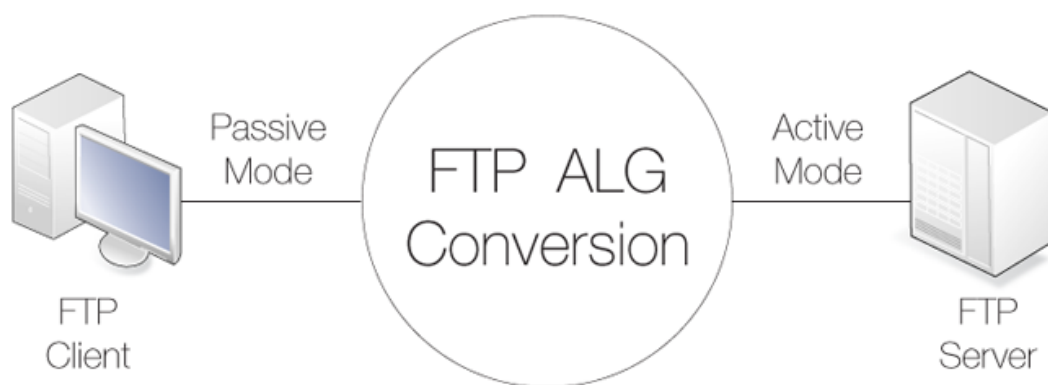 Passive
Mode
FTP ALG
Conversion
Active
Mode
FTP
Client
FTP
Server